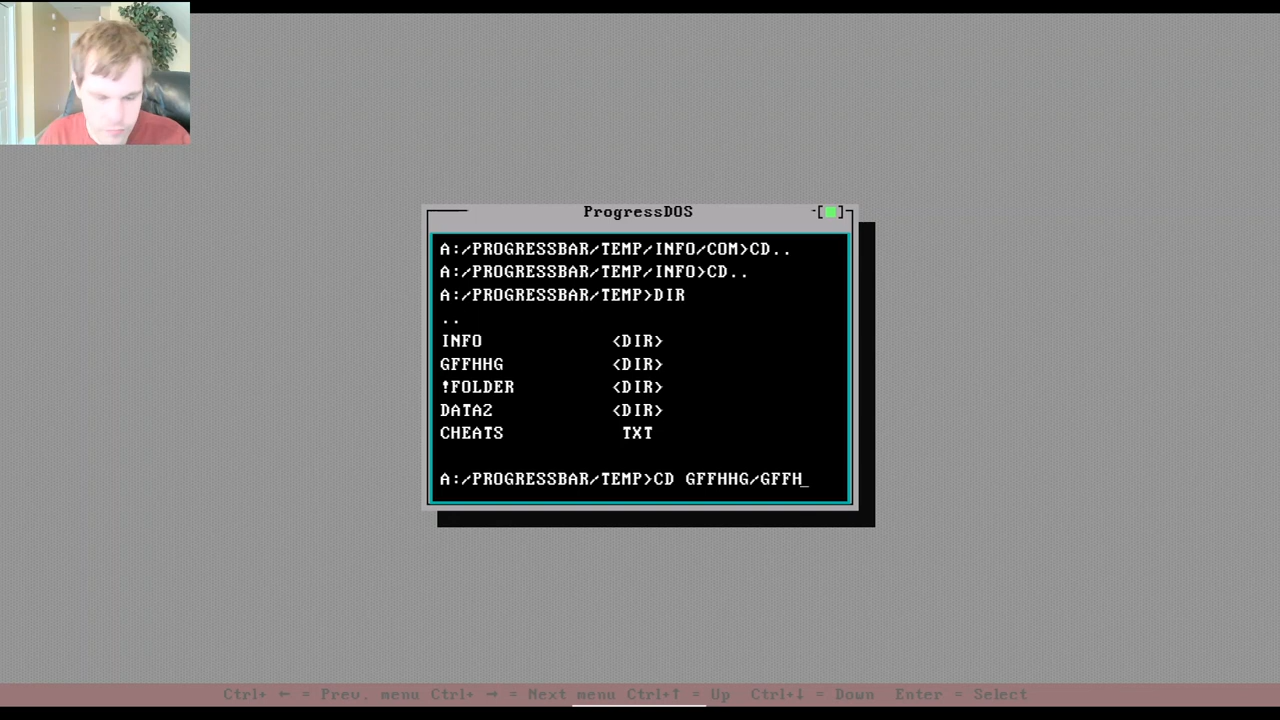 ProgressDOS
A:/PROGRESSBAR/TEMP/INFO/COM>CD..
A:/PROGRESSBAR/TEMP/INFO>CD..
A:/PROGRESSBAR/TEMP>DIR
..
INFO <DIR>
GFFHHG <DIR>
!FOLDER <DIR>
DATA2 <DIR>
CHEATS TXT
A:/PROGRESSBAR/TEMP>CD GFFHHG/GFFH_
Ctrl+ ← = Prev. menu Ctrl+ → = Next menu Ctrl+↑ = Up Ctrl+↓ = Down Enter = Select